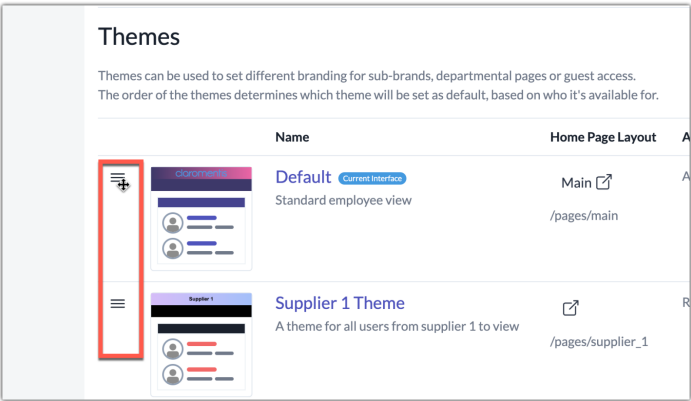 Themes
Themes can be used to set different branding for sub-brands, departmental pages or guest access.
The order of the themes determines which theme will be set as default, based on who it's available for.
Name
Home Page Layout
A
Default
Current Interface
Standard employee view
Main
/pages/main
A
Supplier 1
Supplier 1 Theme
A theme for all users from supplier 1 to view
/pages/supplier_1
R